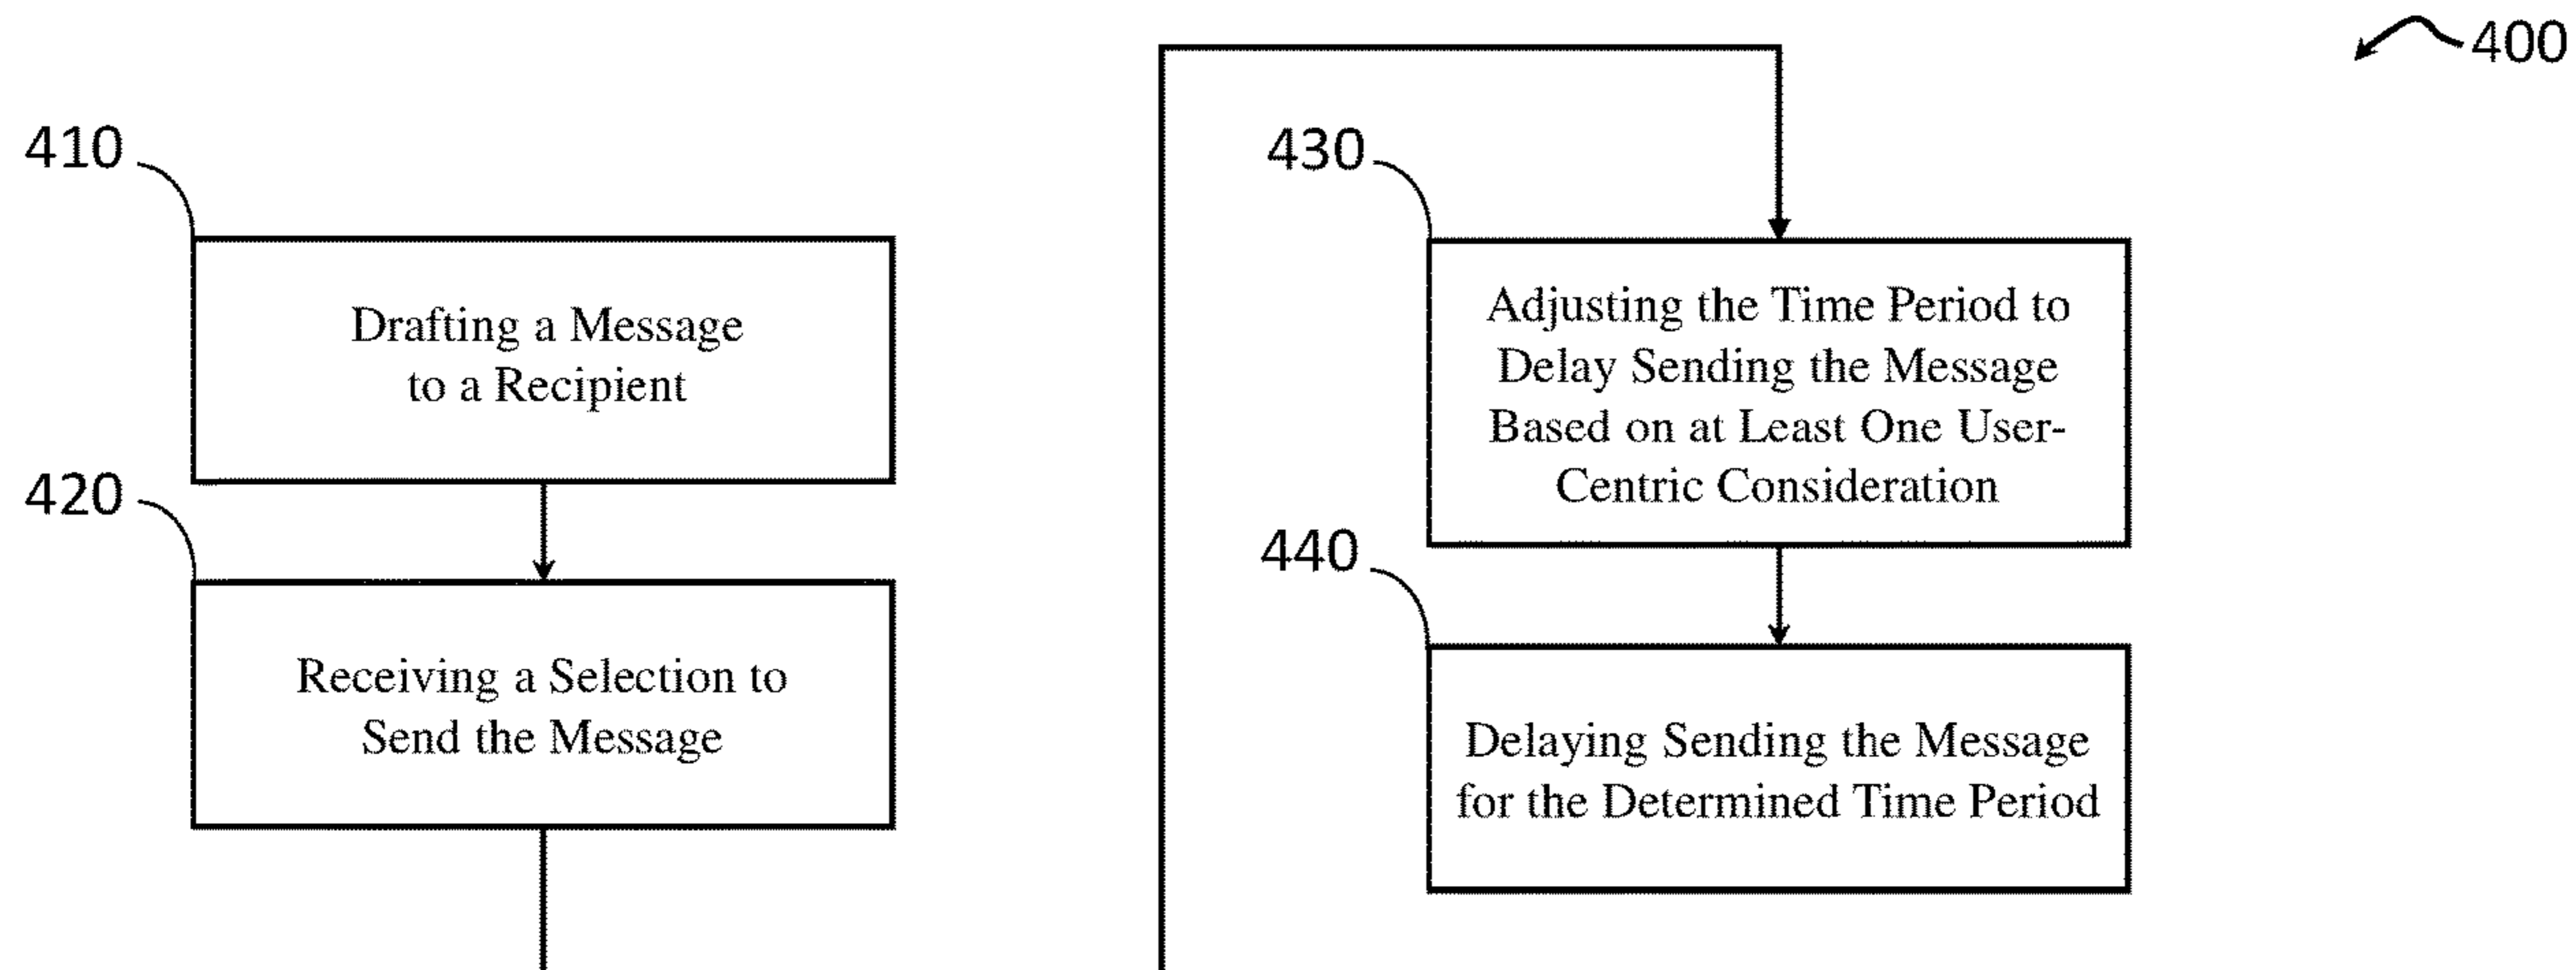 400
410
Drafting a Message
to a Recipient
420
Receiving a Selection to
Send the Message
430
Adjusting the Time Period to
Delay Sending the Message
Based on at Least One User-
Centric Consideration
440
Delaying Sending the Message
for the Determined Time Period